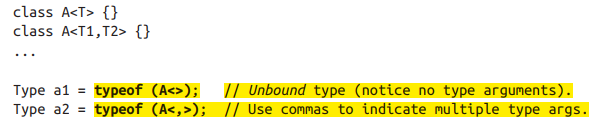 class A<T> {}
class A<T1,T2> {}
...
Type a1 = typeof (A<>);   // Unbound type (notice no type arguments).
Type a2 = typeof (A<,>);  // Use commas to indicate multiple type args.